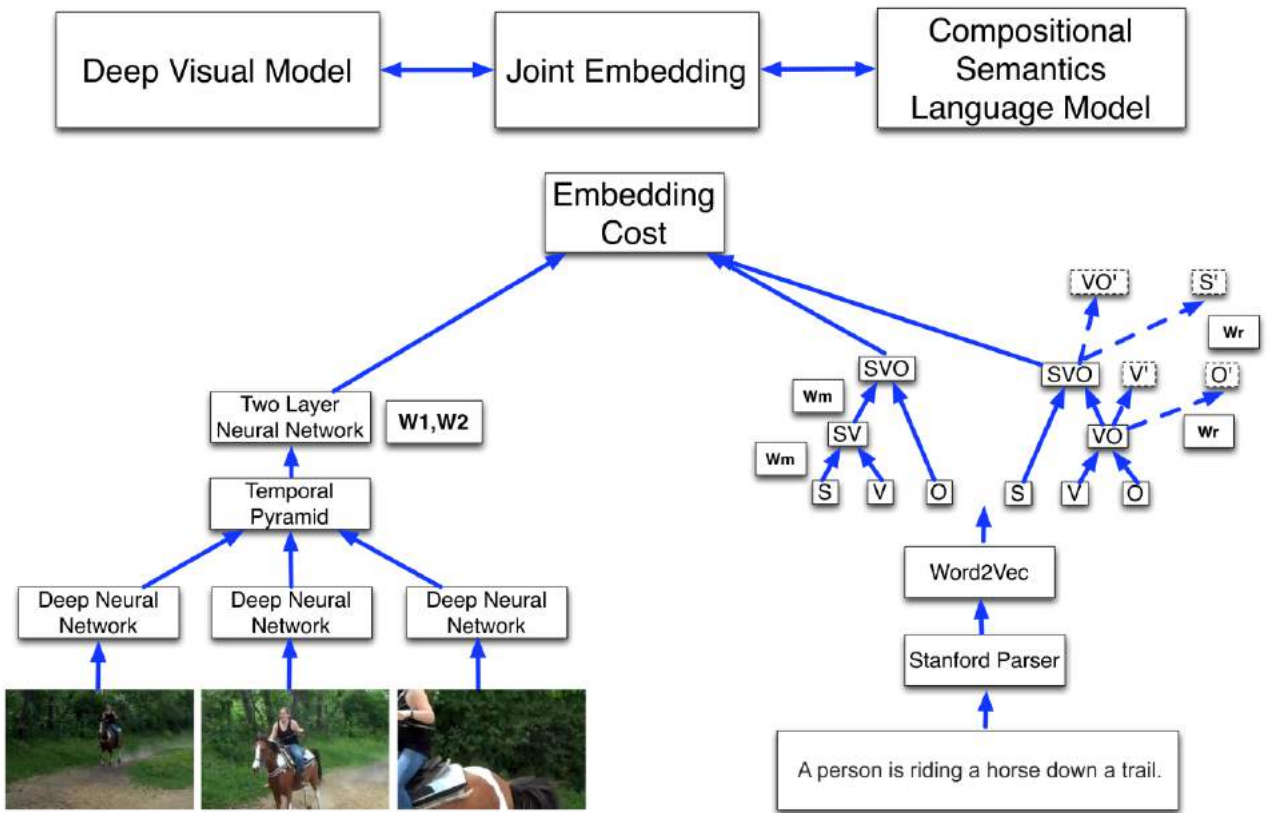 Deep Visual Model
Joint Embedding
Compositional
Semantics
Language Model
Embedding
Cost
VO'
S'
Wr
SVO
SVO
V'
O'
Two Layer
Neural Network
W1,W2
Wm
SV
VO
Wr
Wm
S
V
O
S
V
O
Temporal
Pyramid
Word2Vec
Deep Neural
Network
Deep Neural
Network
Deep Neural
Network
Stanford Parser
A person is riding a horse down a trail.